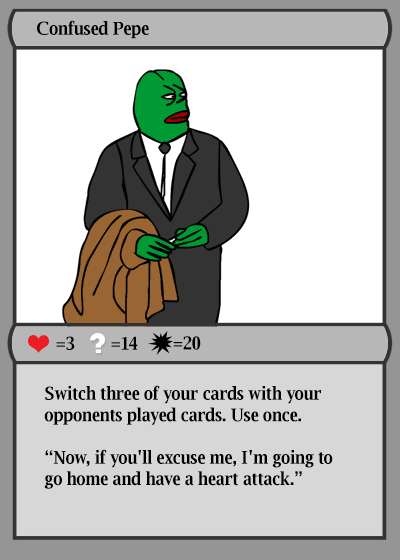 Confused Pepe
=3 ?=14 =20
Switch three of your cards with your
opponents played cards. Use once.
“Now, if you'll excuse me, I'm going to
go home and have a heart attack.”